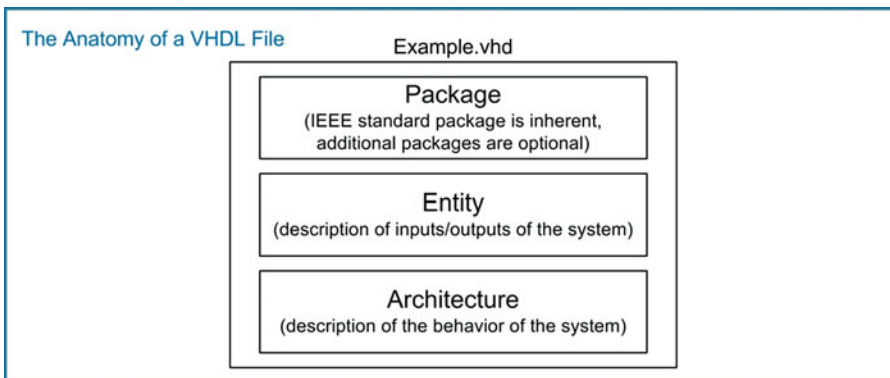 The Anatomy of a VHDL File
Example.vhd
Package
(IEEE standard package is inherent,
additional packages are optional)
Entity
(description of inputs/outputs of the system)
Architecture
(description of the behavior of the system)